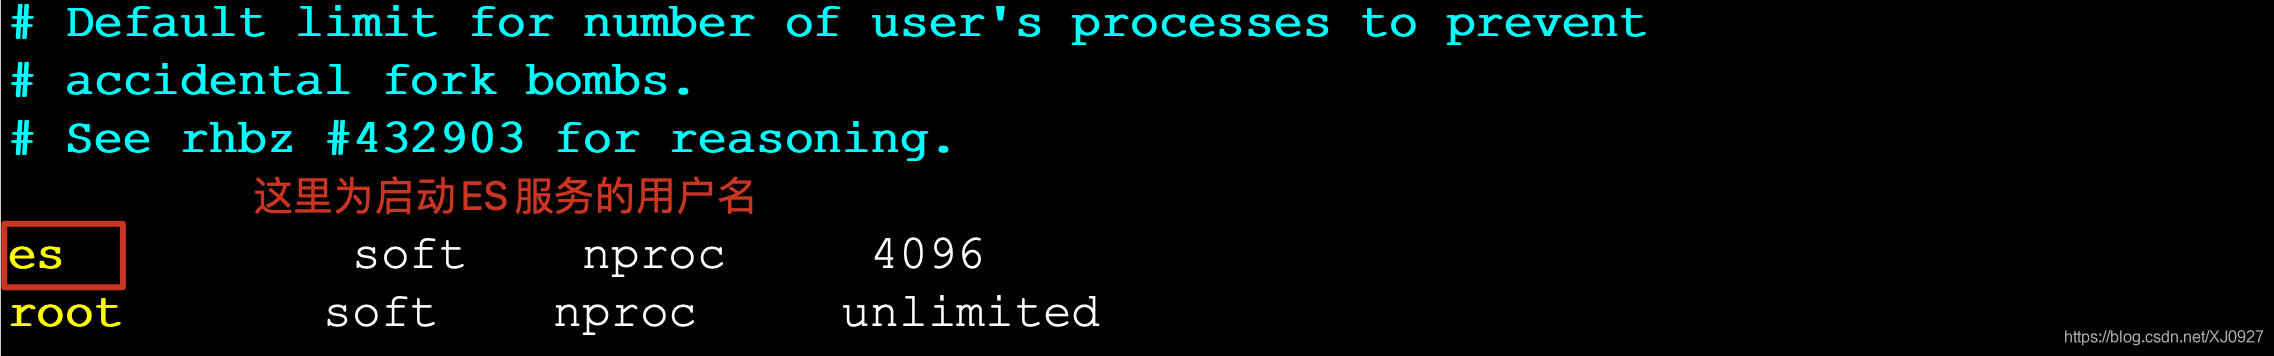 # Default limit for number of user's processes to prevent
# accidental fork bombs.
# See rhbz #432903 for reasoning.
这里为启动ES服务的用户名
es soft nproc 4096
root soft nproc unlimited
https://blog.csdn.net/XJ0927